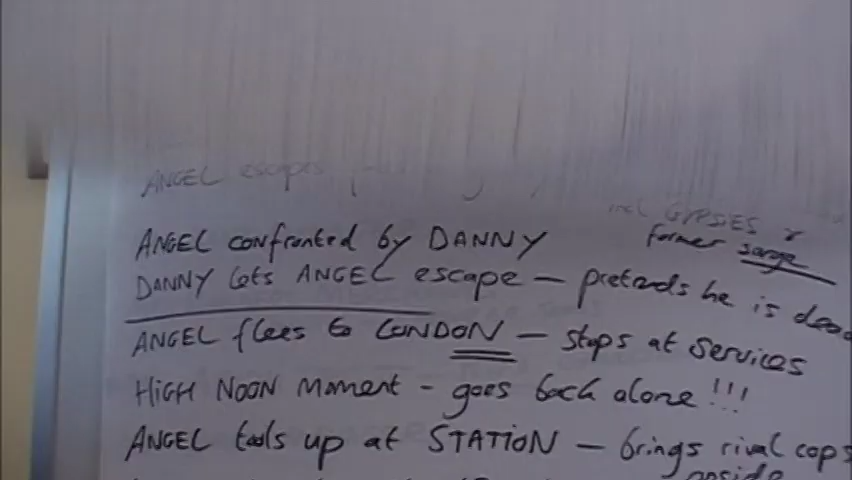 ANGEL escapes
incl GYPSIES &
former sarge
ANGEL confronted by DANNY
DANNY lets ANGEL escape — pretends he is dead
ANGEL flees to LONDON — stops at Services
HIGH NOON moment - goes back alone!!!
ANGEL tools up at STATION — brings rival cops
onside